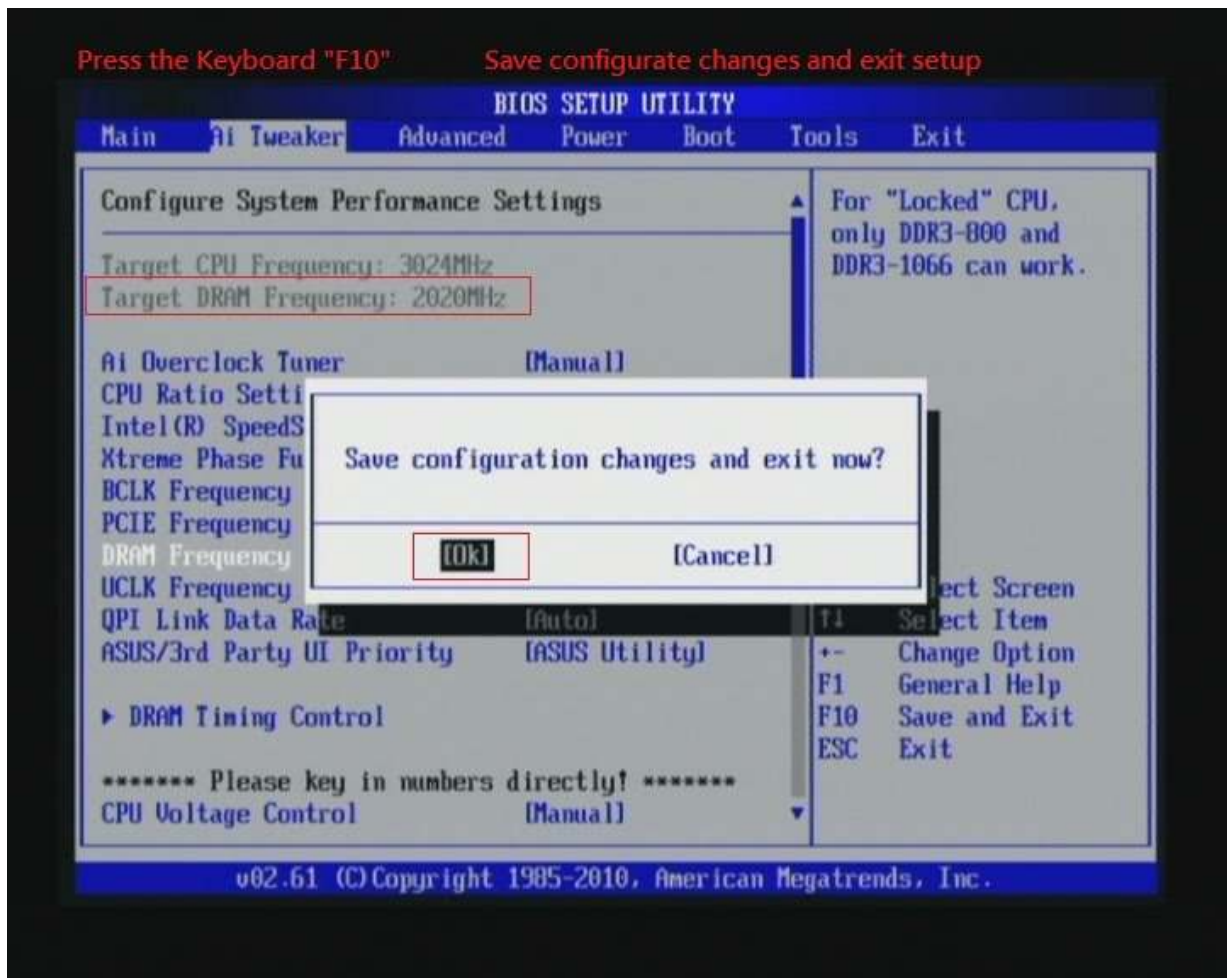 Press the Keyboard "F10" Save configurate changes and exit setup
BIOS SETUP UTILITY
Main Ai Tweaker Advanced Power Boot Tools Exit
Configure System Performance Settings
Target CPU Frequency: 3024MHz
Target DRAM Frequency: 2020MHz
Ai Overclock Tuner [Manual]
CPU Ratio Setti
Intel(R) SpeedS
Xtreme Phase Fu
BCLK Frequency
PCIE Frequency
DRAM Frequency
UCLK Frequency
QPI Link Data Rate [Auto]
ASUS/3rd Party UI Priority [ASUS Utility]
▶ DRAM Timing Control
******* Please key in numbers directly! *******
CPU Voltage Control [Manual]
Save configuration changes and exit now?
[Ok] [Cancel]
For "Locked" CPU,
only DDR3-800 and
DDR3-1066 can work.
ect Screen
↑↓ Select Item
+- Change Option
F1 General Help
F10 Save and Exit
ESC Exit
v02.61 (C)Copyright 1985-2010, American Megatrends, Inc.